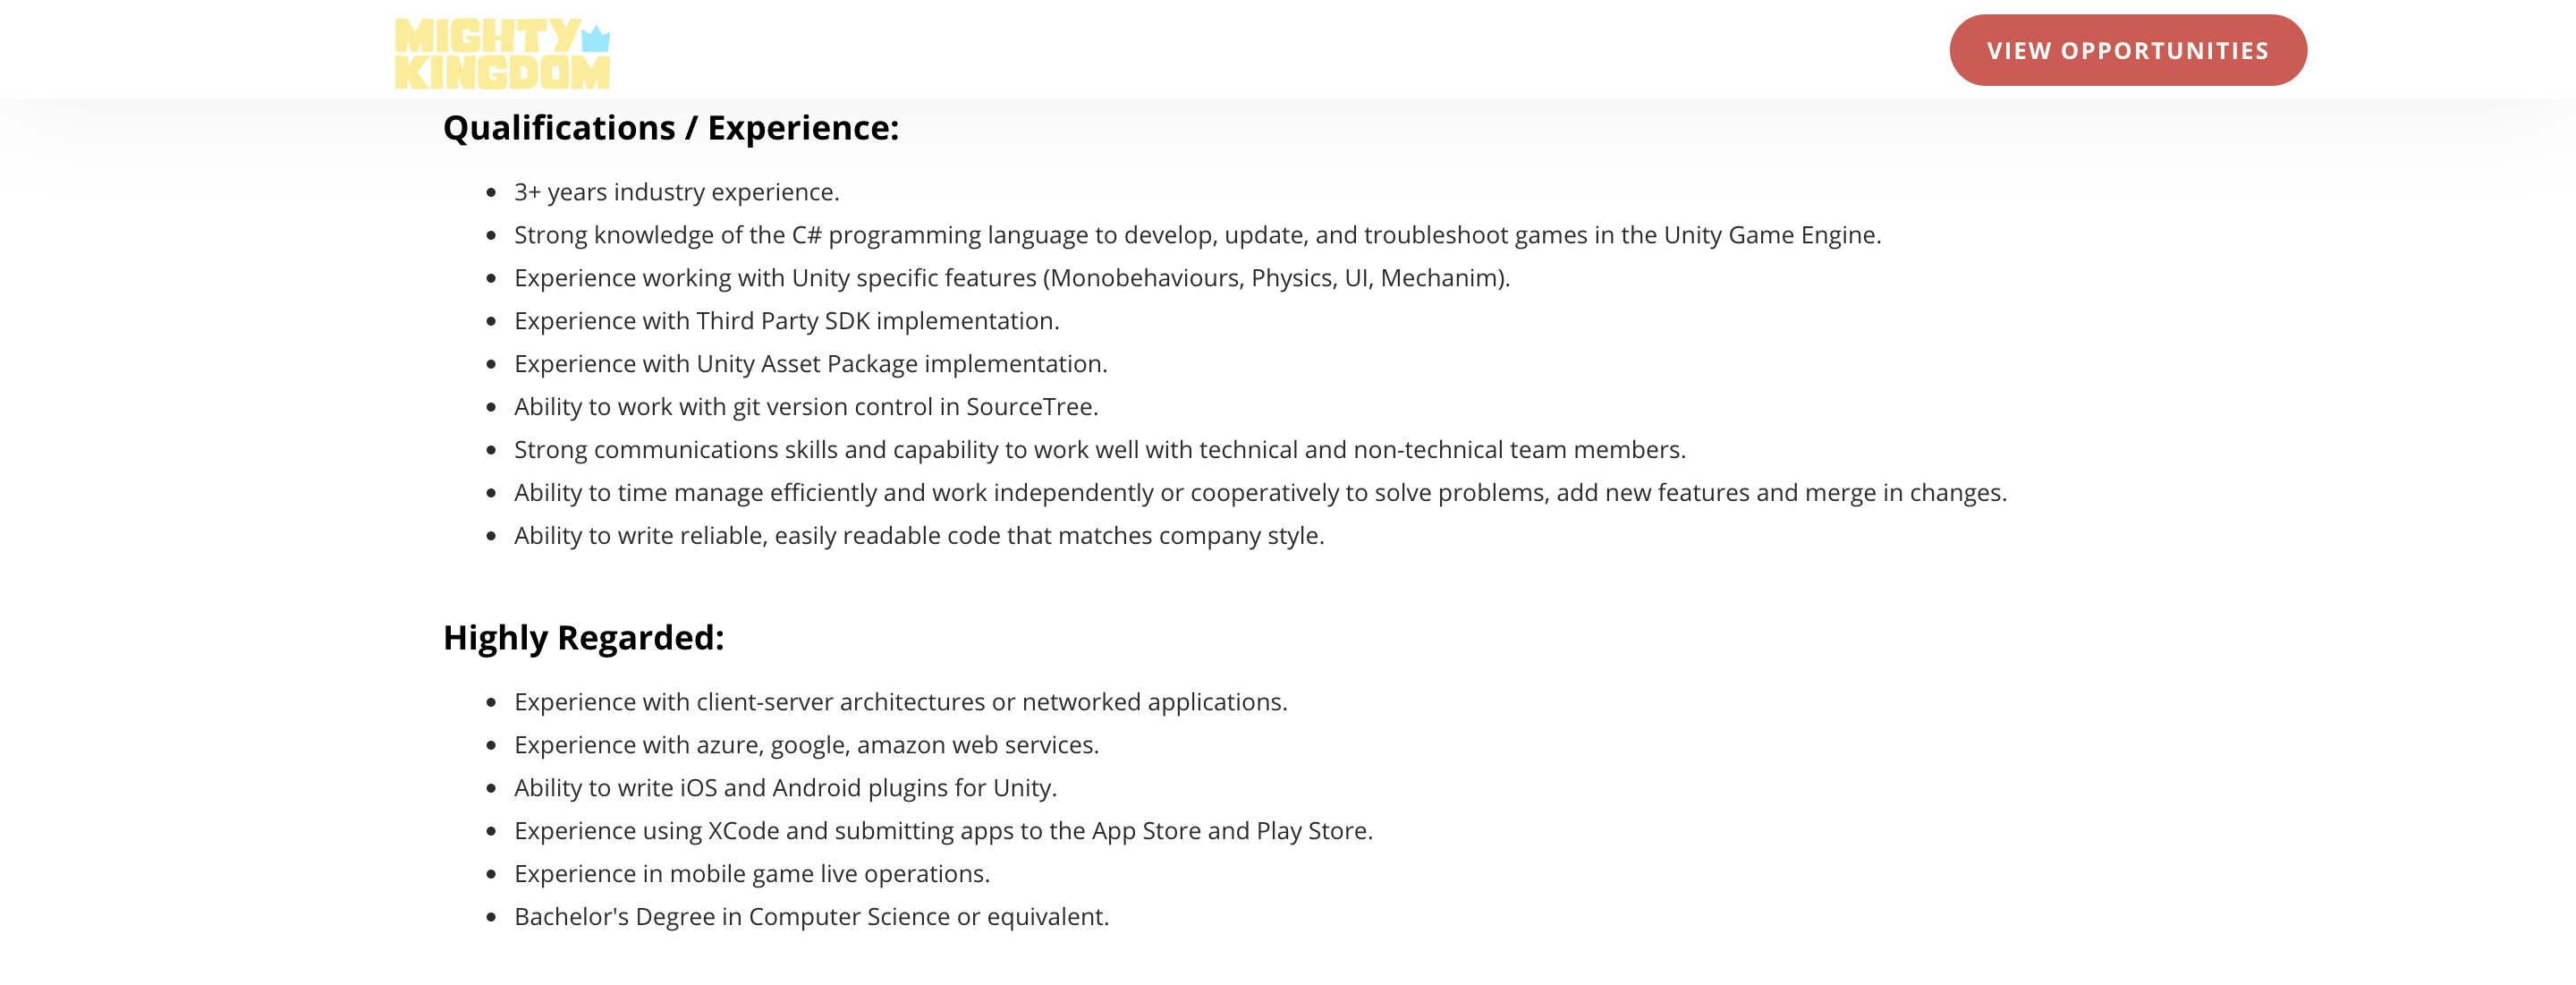 MIGHTY
KINGDOM
VIEW OPPORTUNITIES
Qualifications / Experience:
3+ years industry experience.
Strong knowledge of the C# programming language to develop, update, and troubleshoot games in the Unity Game Engine.
Experience working with Unity specific features (Monobehaviours, Physics, UI, Mechanim).
Experience with Third Party SDK implementation.
Experience with Unity Asset Package implementation.
Ability to work with git version control in SourceTree.
Strong communications skills and capability to work well with technical and non-technical team members.
Ability to time manage efficiently and work independently or cooperatively to solve problems, add new features and merge in changes.
Ability to write reliable, easily readable code that matches company style.
Highly Regarded:
Experience with client-server architectures or networked applications.
Experience with azure, google, amazon web services.
Ability to write iOS and Android plugins for Unity.
Experience using XCode and submitting apps to the App Store and Play Store.
Experience in mobile game live operations.
Bachelor's Degree in Computer Science or equivalent.